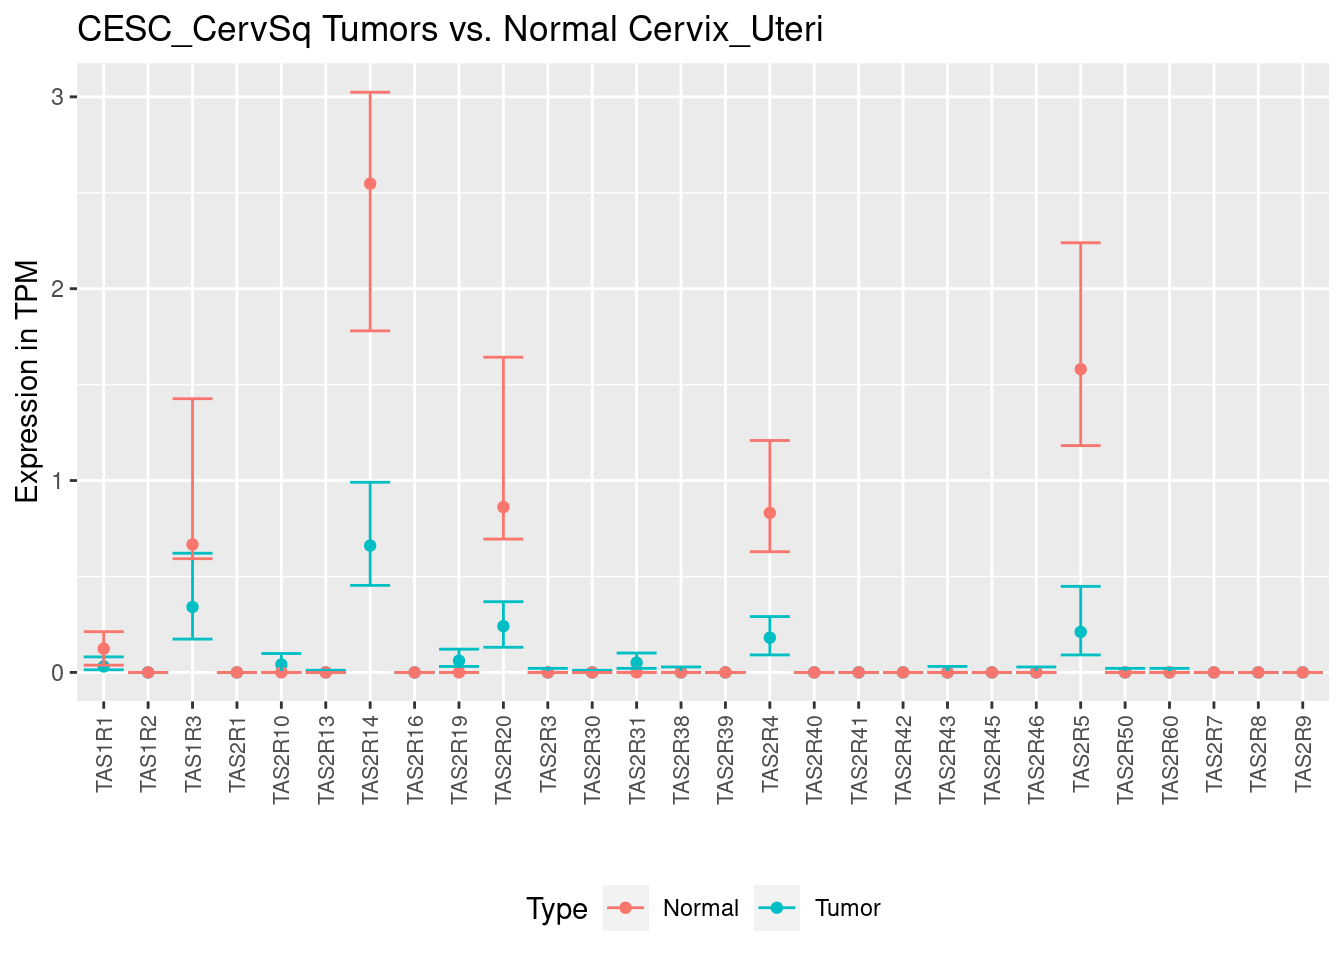 CESC_CervSq Tumors vs. Normal Cervix_Uteri
Expression in TPM
3
2
1
0
TAS1R1
TAS1R2
TAS1R3
TAS2R1
TAS2R10
TAS2R13
TAS2R14
TAS2R16
TAS2R19
TAS2R20
TAS2R3
TAS2R30
TAS2R31
TAS2R38
TAS2R39
TAS2R4
TAS2R40
TAS2R41
TAS2R42
TAS2R43
TAS2R45
TAS2R46
TAS2R5
TAS2R50
TAS2R60
TAS2R7
TAS2R8
TAS2R9
Type Normal Tumor